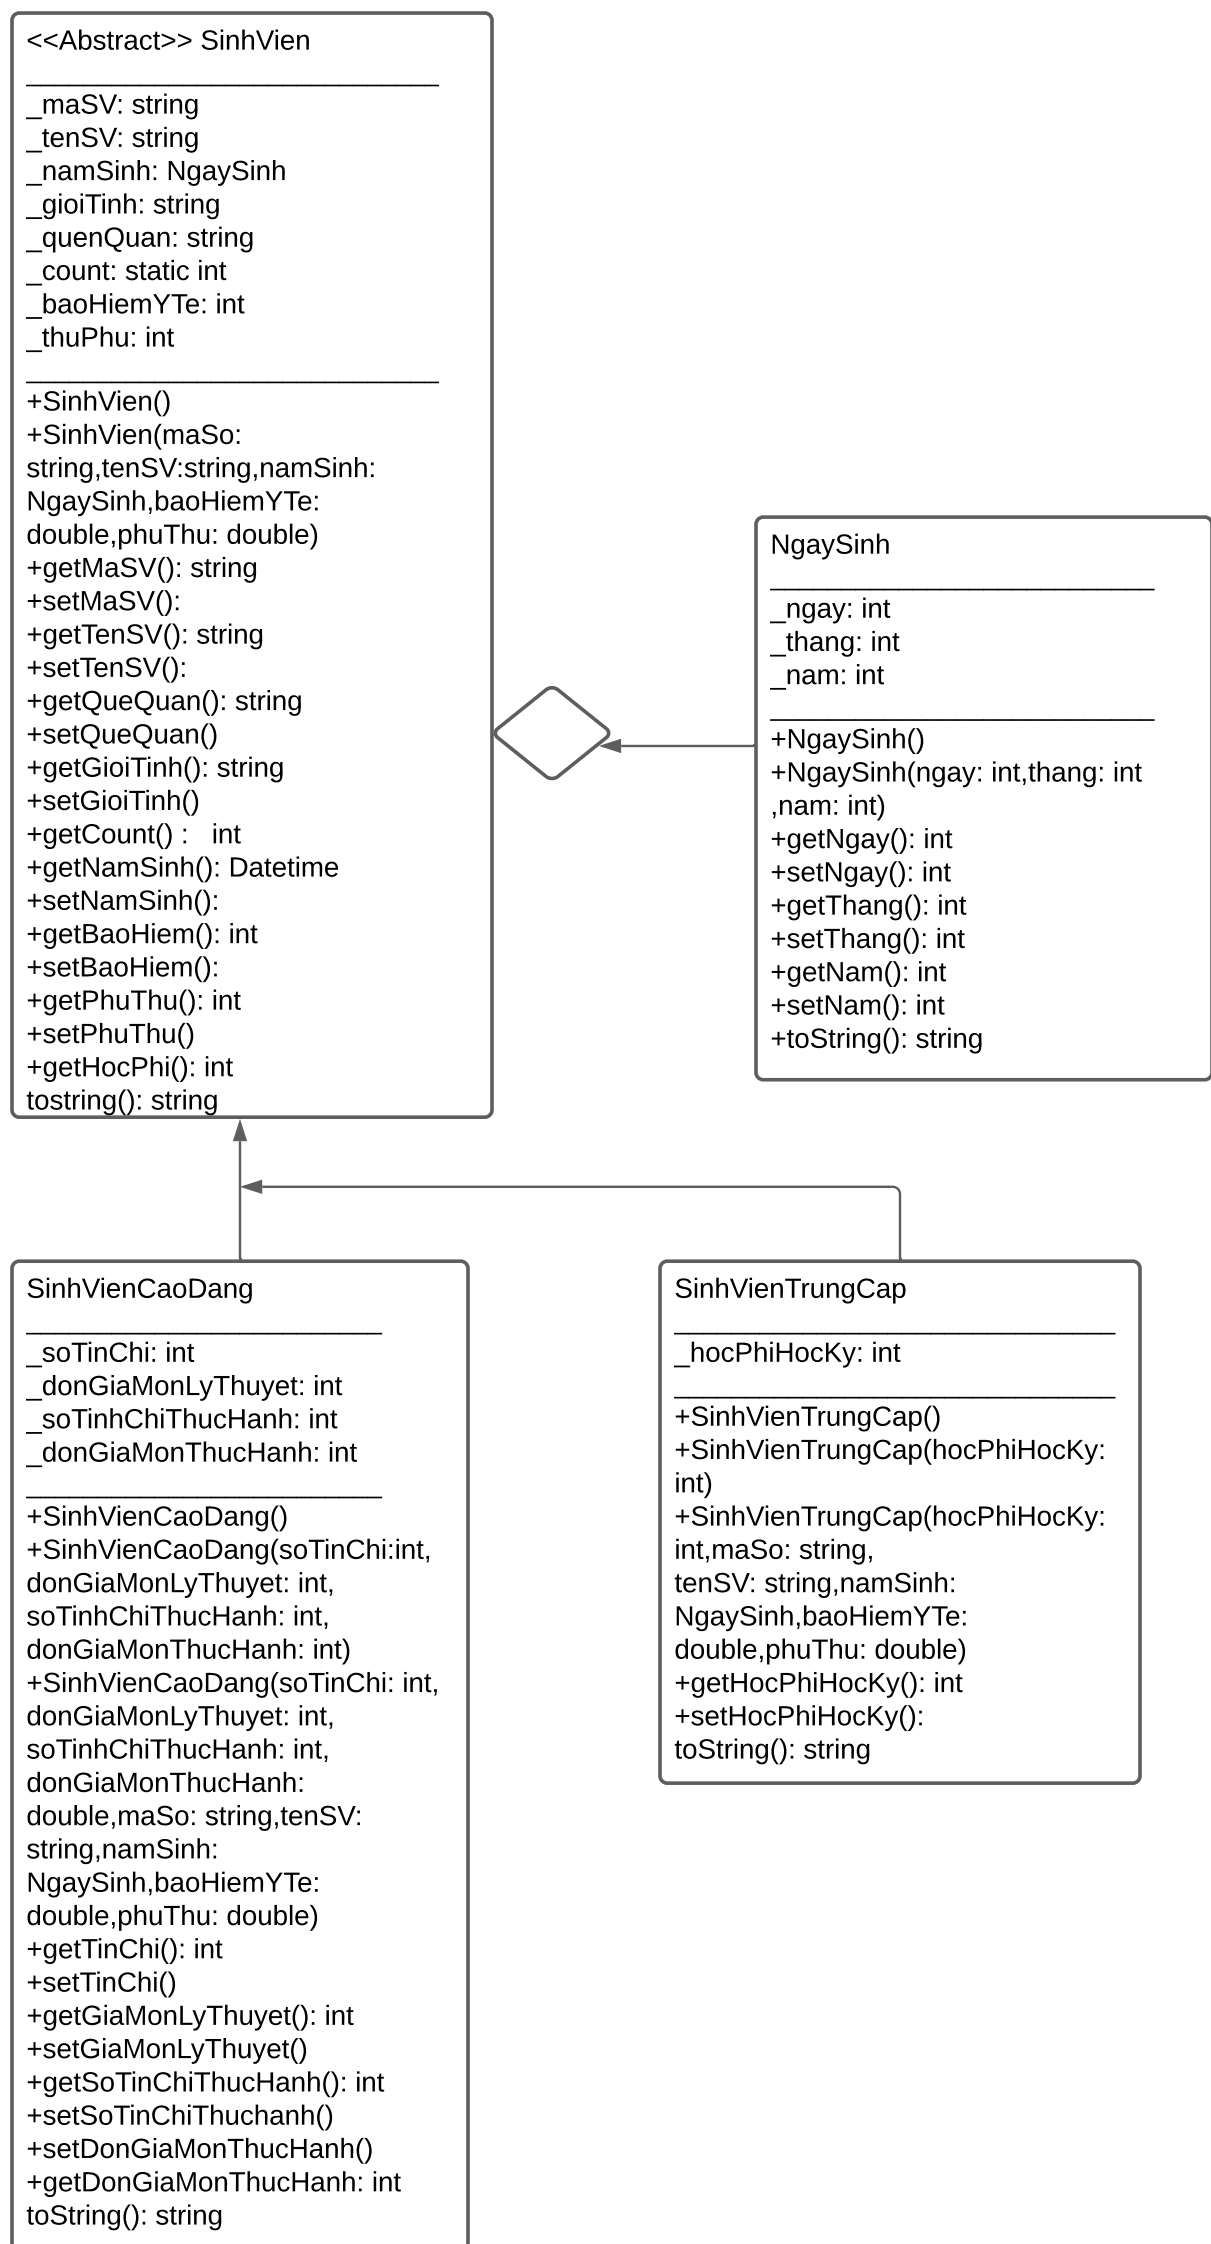 <<Abstract>> SinhVien
_maSV: string
_tenSV: string
_namSinh: NgaySinh
_gioiTinh: string
_quenQuan: string
_count: static int
_baoHiemYTe: int
_thuPhu: int
+SinhVien()
+SinhVien(maSo:
string,tenSV:string,namSinh:
NgaySinh,baoHiemYTe:
double,phuThu: double)
+getMaSV(): string
+setMaSV():
+getTenSV(): string
+setTenSV():
+getQueQuan(): string
+setQueQuan()
+getGioiTinh(): string
+setGioiTinh()
+getCount() :   int
+getNamSinh(): Datetime
+setNamSinh():
+getBaoHiem(): int
+setBaoHiem():
+getPhuThu(): int
+setPhuThu()
+getHocPhi(): int
tostring(): string
NgaySinh
_ngay: int
_thang: int
_nam: int
+NgaySinh()
+NgaySinh(ngay: int,thang: int
,nam: int)
+getNgay(): int
+setNgay(): int
+getThang(): int
+setThang(): int
+getNam(): int
+setNam(): int
+toString(): string
SinhVienCaoDang
_soTinChi: int
_donGiaMonLyThuyet: int
_soTinhChiThucHanh: int
_donGiaMonThucHanh: int
+SinhVienCaoDang()
+SinhVienCaoDang(soTinChi:int,
donGiaMonLyThuyet: int,
soTinhChiThucHanh: int,
donGiaMonThucHanh: int)
+SinhVienCaoDang(soTinChi: int,
donGiaMonLyThuyet: int,
soTinhChiThucHanh: int,
donGiaMonThucHanh:
double,maSo: string,tenSV:
string,namSinh:
NgaySinh,baoHiemYTe:
double,phuThu: double)
+getTinChi(): int
+setTinChi()
+getGiaMonLyThuyet(): int
+setGiaMonLyThuyet()
+getSoTinChiThucHanh(): int
+setSoTinChiThuchanh()
+setDonGiaMonThucHanh()
+getDonGiaMonThucHanh: int
toString(): string
SinhVienTrungCap
_hocPhiHocKy: int
+SinhVienTrungCap()
+SinhVienTrungCap(hocPhiHocKy:
int)
+SinhVienTrungCap(hocPhiHocKy:
int,maSo: string,
tenSV: string,namSinh:
NgaySinh,baoHiemYTe:
double,phuThu: double)
+getHocPhiHocKy(): int
+setHocPhiHocKy():
toString(): string